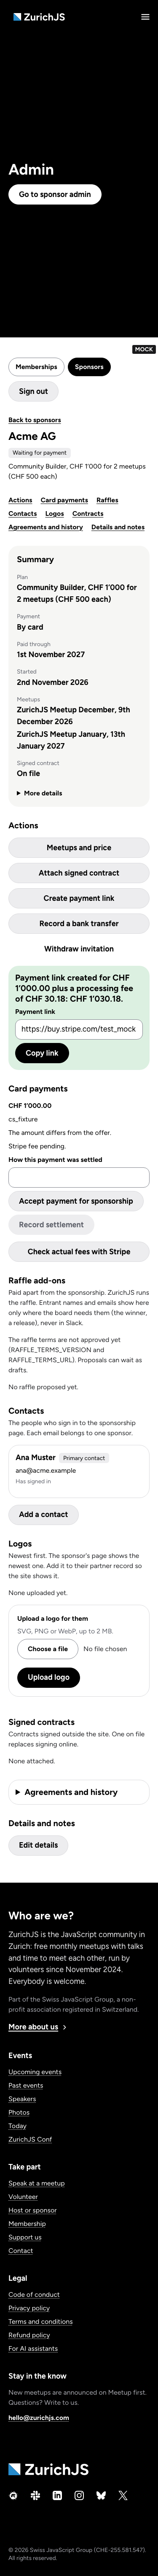 ZurichJS
Admin
Go to sponsor admin
MOCK
Memberships
Sponsors
Sign out
Back to sponsors
Acme AG
Waiting for payment
Community Builder, CHF 1'000 for 2 meetups
(CHF 500 each)
Actions Card payments Raffles
Contacts Logos Contracts
Agreements and history Details and notes
Summary
Plan
Community Builder, CHF 1'000 for
2 meetups (CHF 500 each)
Payment
By card
Paid through
1st November 2027
Started
2nd November 2026
Meetups
ZurichJS Meetup December, 9th
December 2026
ZurichJS Meetup January, 13th
January 2027
Signed contract
On file
More details
Actions
Meetups and price
Attach signed contract
Create payment link
Record a bank transfer
Withdraw invitation
Payment link created for CHF
1'000.00 plus a processing fee
of CHF 30.18: CHF 1'030.18.
Payment link
https://buy.stripe.com/test_mock
Copy link
Card payments
CHF 1'000.00
cs_fixture
The amount differs from the offer.
Stripe fee pending.
How this payment was settled
Accept payment for sponsorship
Record settlement
Check actual fees with Stripe
Raffle add-ons
Paid apart from the sponsorship. ZurichJS runs
the raffle. Entrant names and emails show here
only where the board needs them (the winner,
a release), never in Slack.
The raffle terms are not approved yet
(RAFFLE_TERMS_VERSION and
RAFFLE_TERMS_URL). Proposals can wait as
drafts.
No raffle proposed yet.
Contacts
The people who sign in to the sponsorship
page. Each email belongs to one sponsor.
Ana Muster Primary contact
ana@acme.example
Has signed in
Add a contact
Logos
Newest first. The sponsor's page shows the
newest one. Add it to their partner record so
the site shows it.
None uploaded yet.
Upload a logo for them
SVG, PNG or WebP, up to 2 MB.
Choose a file No file chosen
Upload logo
Signed contracts
Contracts signed outside the site. One on file
replaces signing online.
None attached.
Agreements and history
Details and notes
Edit details
Who are we?
ZurichJS is the JavaScript community in
Zurich: free monthly meetups with talks
and time to meet each other, run by
volunteers since November 2024.
Everybody is welcome.
Part of the Swiss JavaScript Group, a non-
profit association registered in Switzerland.
More about us
Events
Upcoming events
Past events
Speakers
Photos
Today
ZurichJS Conf
Take part
Speak at a meetup
Volunteer
Host or sponsor
Membership
Support us
Contact
Legal
Code of conduct
Privacy policy
Terms and conditions
Refund policy
For AI assistants
Stay in the know
New meetups are announced on Meetup first.
Questions? Write to us.
hello@zurichjs.com
ZurichJS
© 2026 Swiss JavaScript Group (CHE-255.581.547).
All rights reserved.